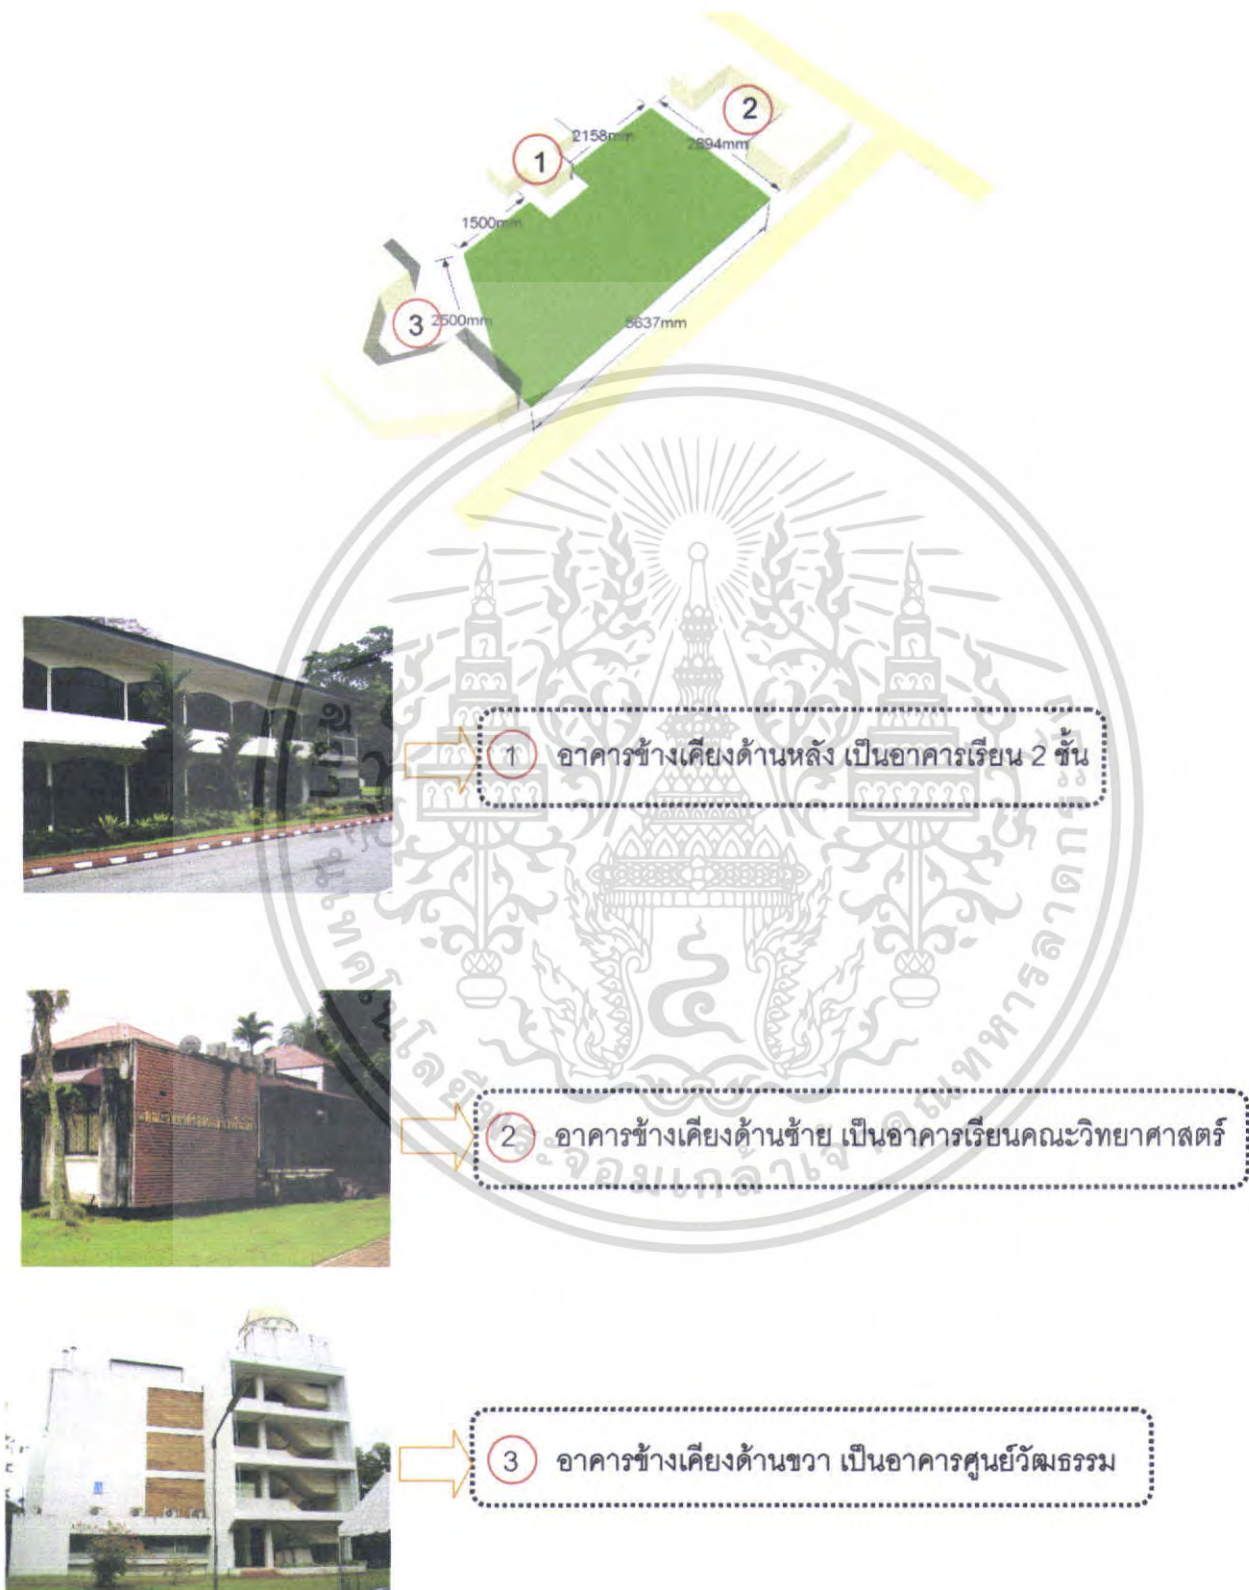 2
2158mm
2894mm
1
1500mm
3
2500mm
5637mm
1 อาคารข้างเคียงด้านหลัง เป็นอาคารเรียน 2 ชั้น
2 อาคารข้างเคียงด้านซ้าย เป็นอาคารเรียนคณะวิทยาศาสตร์
3 อาคารข้างเคียงด้านขวา เป็นอาคารศูนย์วัฒธรรม